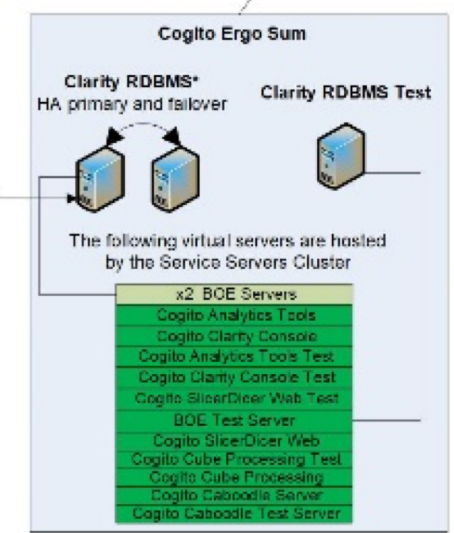 Cogito Ergo Sum
Clarity RDBMS*
HA primary and failover
Clarity RDBMS Test
The following virtual servers are hosted
by the Service Servers Cluster
x2 BOE Servers
Cogito Analytics Tools
Cogito Clarity Console
Cogito Analytics Tools Test
Cogito Clarity Console Test
Cogito SlicerDicer Web Test
BOE Test Server
Cogito SlicerDicer Web
Cogito Cube Processing Test
Cogito Cube Processing
Cogito Caboodle Server
Cogito Caboodle Test Server